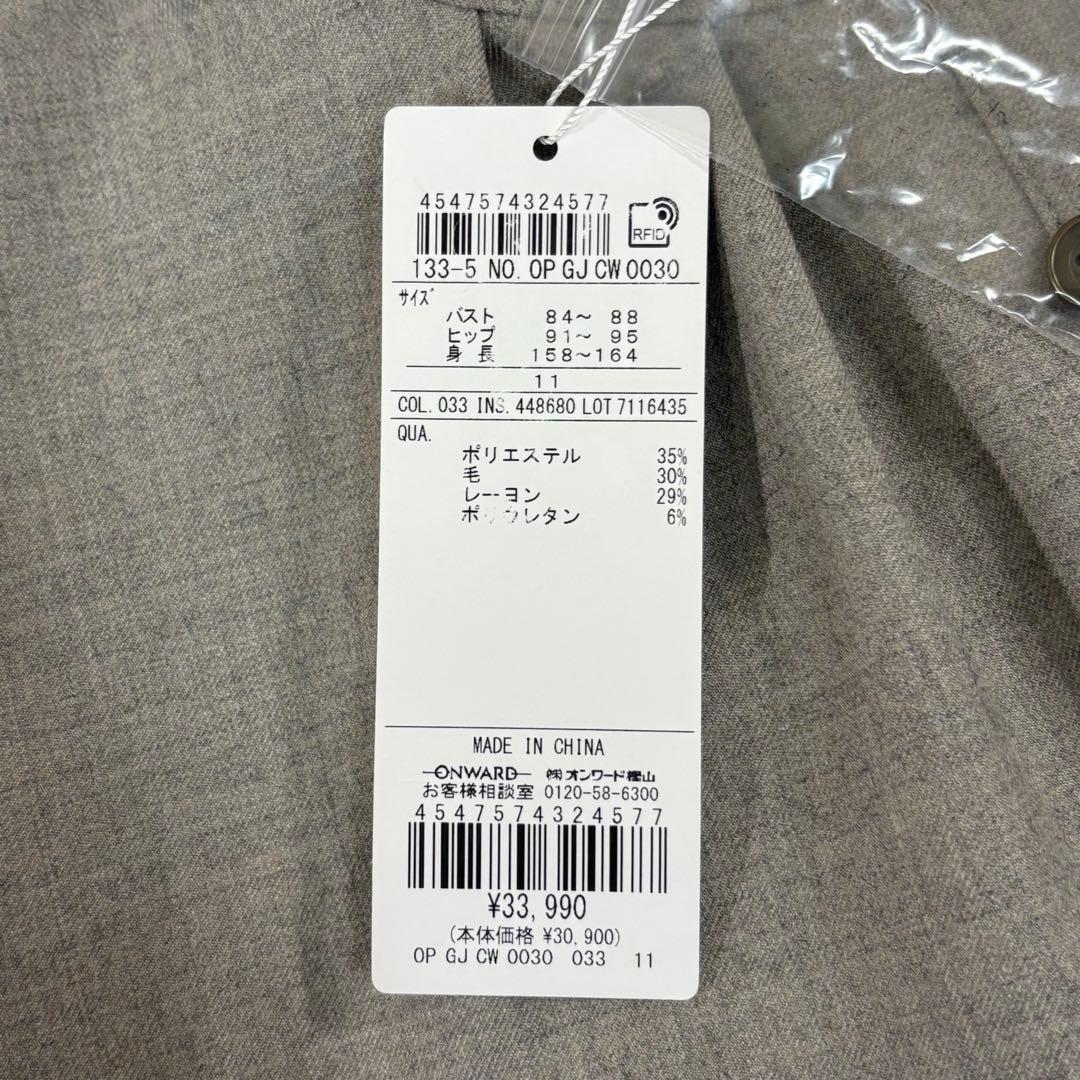 4547574324577
RFID
133-5 NO. OP GJ CW 0030
サイズ
バスト 84～ 88
ヒップ 91～ 95
身長 158～164
11
COL. 033 INS. 448680 LOT 7116435
QUA.
ポリエステル 35%
毛 30%
レーヨン 29%
ポリウレタン 6%
MADE IN CHINA
ONWARD ㈱オンワード樫山
お客様相談室 0120-58-6300
4547574324577
¥33,990
(本体価格 ¥30,900)
OP GJ CW 0030 033 11